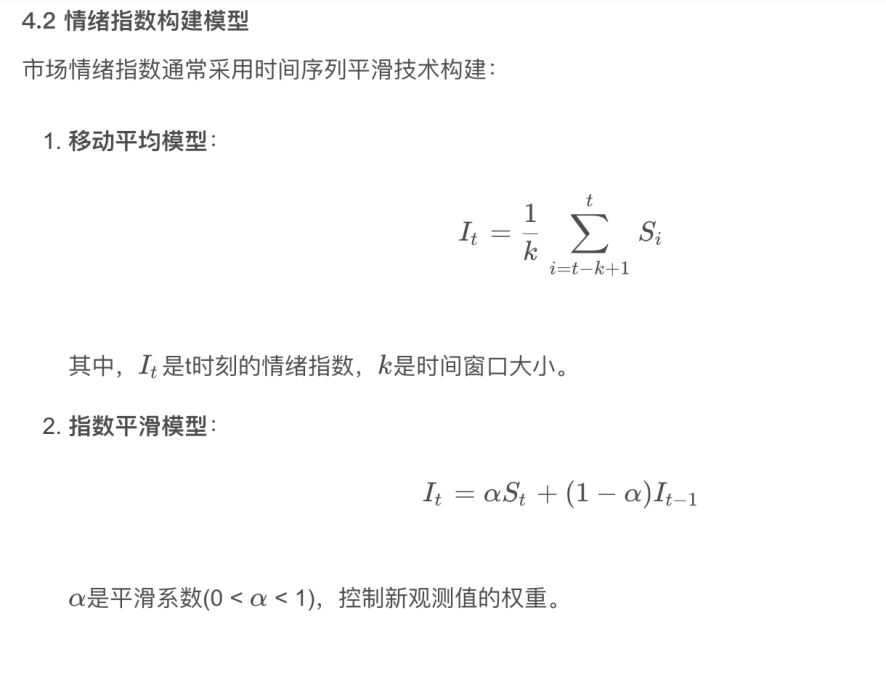 4.2 情绪指数构建模型
市场情绪指数通常采用时间序列平滑技术构建：
1. 移动平均模型：
$I_t = \frac{1}{k} \sum_{i=t-k+1}^{t} S_i$
其中，$I_t$是t时刻的情绪指数，$k$是时间窗口大小。
2. 指数平滑模型：
$I_t = \alpha S_t + (1 - \alpha) I_{t-1}$
$\alpha$是平滑系数(0 < $\alpha$ < 1)，控制新观测值的权重。